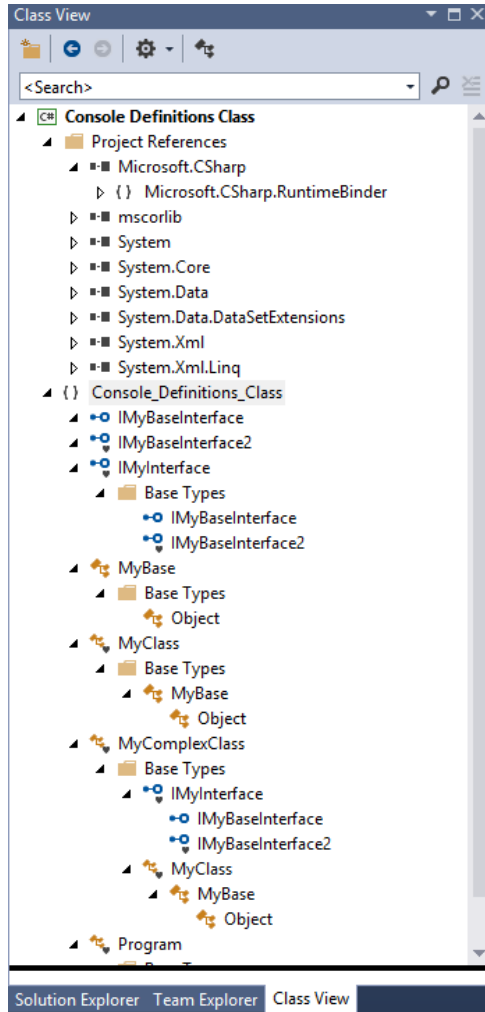 Class View
<Search>
C# Console Definitions Class
Project References
Microsoft.CSharp
{ } Microsoft.CSharp.RuntimeBinder
mscorlib
System
System.Core
System.Data
System.Data.DataSetExtensions
System.Xml
System.Xml.Linq
{ } Console_Definitions_Class
IMyBaseInterface
IMyBaseInterface2
IMyInterface
Base Types
IMyBaseInterface
IMyBaseInterface2
MyBase
Base Types
Object
MyClass
Base Types
MyBase
Object
MyComplexClass
Base Types
IMyInterface
IMyBaseInterface
IMyBaseInterface2
MyClass
MyBase
Object
Program
Solution Explorer Team Explorer Class View